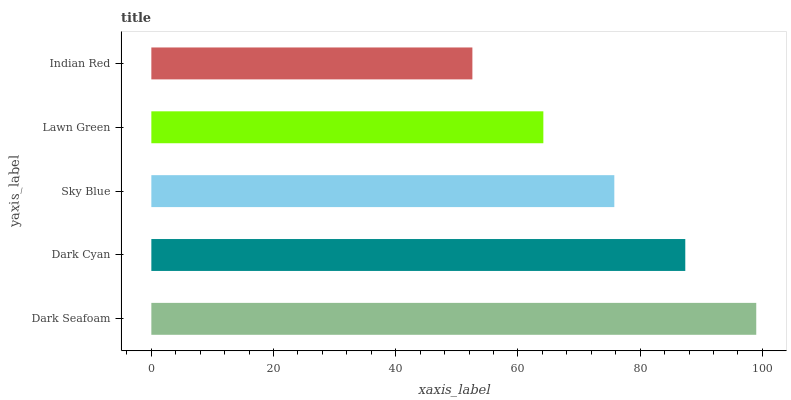 title
Indian Red
Lawn Green
Sky Blue
Dark Cyan
Dark Seafoam
yaxis_label
0 20 40 60 80 100
xaxis_label